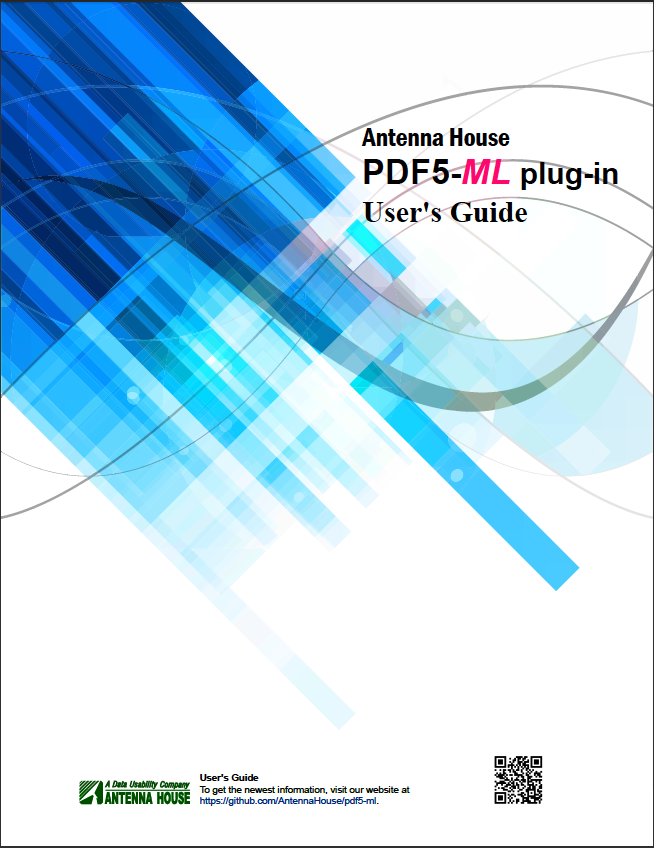 Antenna House
PDF5-ML plug-in
User's Guide
A Data Usability Company
ANTENNA HOUSE
User's Guide
To get the newest information, visit our website at
https://github.com/AntennaHouse/pdf5-ml.